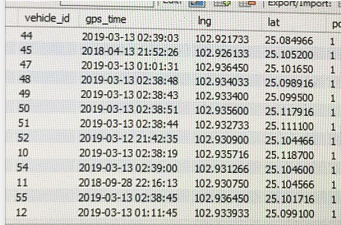 Edit: Export/Import:
vehicle_id gps_time lng lat
44 2019-03-13 02:39:03 102.921733 25.084966 1
45 2018-04-13 21:52:26 102.926133 25.105200 1
47 2019-03-13 01:01:31 102.936450 25.101650 1
48 2019-03-13 02:38:48 102.934033 25.098916 1
49 2019-03-13 02:38:43 102.933400 25.099500 1
50 2019-03-13 02:38:51 102.935600 25.117916 1
51 2019-03-13 02:38:44 102.932733 25.111100 1
52 2019-03-12 21:42:35 102.930900 25.104466 1
10 2019-03-13 02:38:19 102.935716 25.118700 1
54 2019-03-13 02:39:00 102.931266 25.104600 1
11 2018-09-28 22:16:13 102.930750 25.104566 1
55 2019-03-13 02:38:45 102.936450 25.101716 1
12 2019-03-13 01:11:45 102.933933 25.099100 1